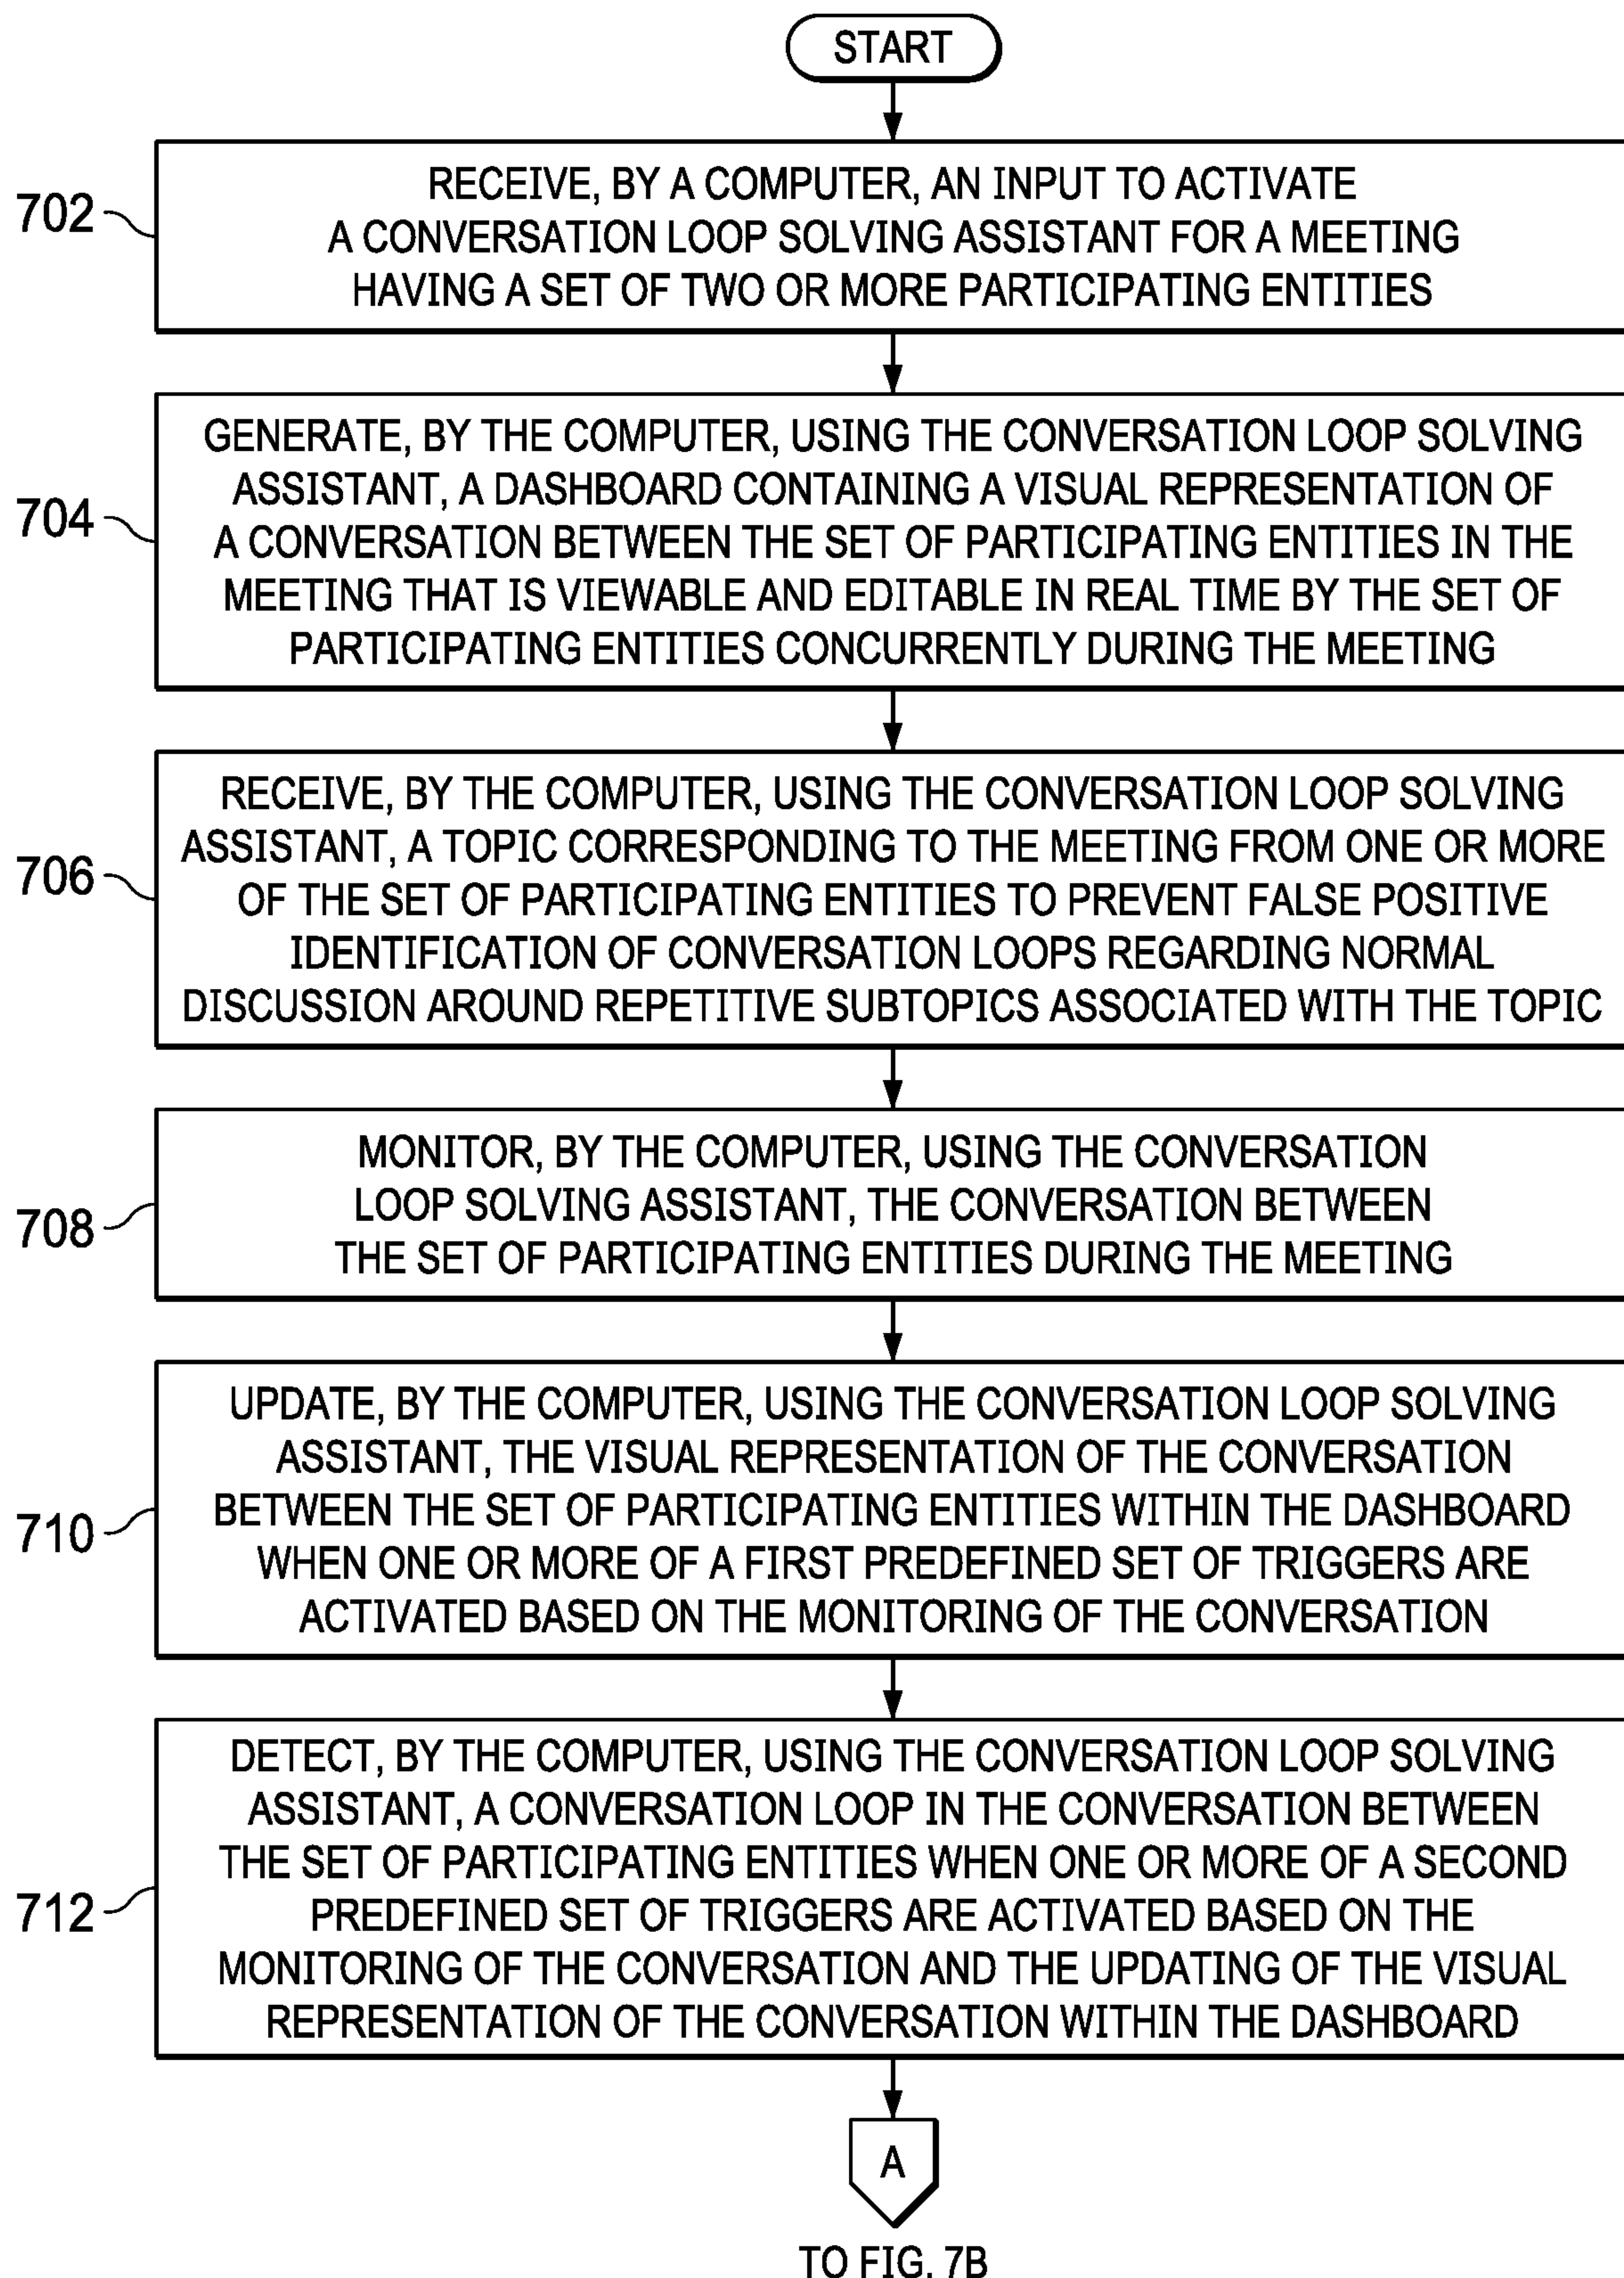 START
702
RECEIVE, BY A COMPUTER, AN INPUT TO ACTIVATE
A CONVERSATION LOOP SOLVING ASSISTANT FOR A MEETING
HAVING A SET OF TWO OR MORE PARTICIPATING ENTITIES
704
GENERATE, BY THE COMPUTER, USING THE CONVERSATION LOOP SOLVING
ASSISTANT, A DASHBOARD CONTAINING A VISUAL REPRESENTATION OF
A CONVERSATION BETWEEN THE SET OF PARTICIPATING ENTITIES IN THE
MEETING THAT IS VIEWABLE AND EDITABLE IN REAL TIME BY THE SET OF
PARTICIPATING ENTITIES CONCURRENTLY DURING THE MEETING
706
RECEIVE, BY THE COMPUTER, USING THE CONVERSATION LOOP SOLVING
ASSISTANT, A TOPIC CORRESPONDING TO THE MEETING FROM ONE OR MORE
OF THE SET OF PARTICIPATING ENTITIES TO PREVENT FALSE POSITIVE
IDENTIFICATION OF CONVERSATION LOOPS REGARDING NORMAL
DISCUSSION AROUND REPETITIVE SUBTOPICS ASSOCIATED WITH THE TOPIC
708
MONITOR, BY THE COMPUTER, USING THE CONVERSATION
LOOP SOLVING ASSISTANT, THE CONVERSATION BETWEEN
THE SET OF PARTICIPATING ENTITIES DURING THE MEETING
710
UPDATE, BY THE COMPUTER, USING THE CONVERSATION LOOP SOLVING
ASSISTANT, THE VISUAL REPRESENTATION OF THE CONVERSATION
BETWEEN THE SET OF PARTICIPATING ENTITIES WITHIN THE DASHBOARD
WHEN ONE OR MORE OF A FIRST PREDEFINED SET OF TRIGGERS ARE
ACTIVATED BASED ON THE MONITORING OF THE CONVERSATION
712
DETECT, BY THE COMPUTER, USING THE CONVERSATION LOOP SOLVING
ASSISTANT, A CONVERSATION LOOP IN THE CONVERSATION BETWEEN
THE SET OF PARTICIPATING ENTITIES WHEN ONE OR MORE OF A SECOND
PREDEFINED SET OF TRIGGERS ARE ACTIVATED BASED ON THE
MONITORING OF THE CONVERSATION AND THE UPDATING OF THE VISUAL
REPRESENTATION OF THE CONVERSATION WITHIN THE DASHBOARD
A
TO FIG. 7B